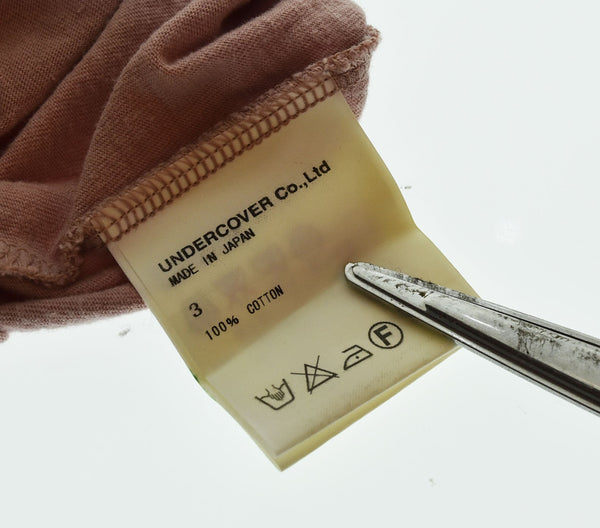 UNDERCOVER Co.,Ltd
MADE IN JAPAN
3
100% COTTON
F